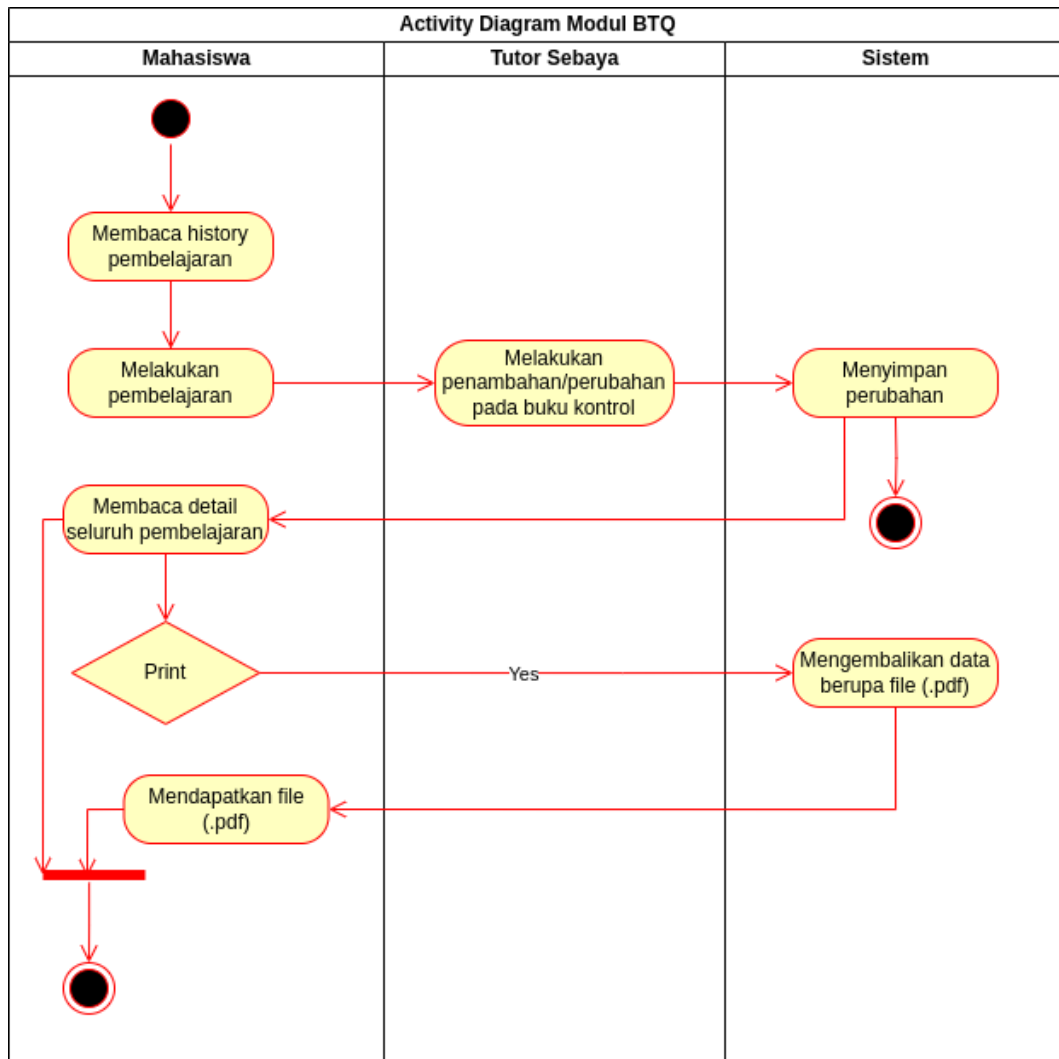 Activity Diagram Modul BTQ
Mahasiswa
Tutor Sebaya
Sistem
Membaca history
pembelajaran
Melakukan
pembelajaran
Melakukan
penambahan/perubahan
pada buku kontrol
Menyimpan
perubahan
Membaca detail
seluruh pembelajaran
Print
Yes
Mengembalikan data
berupa file (.pdf)
Mendapatkan file
(.pdf)